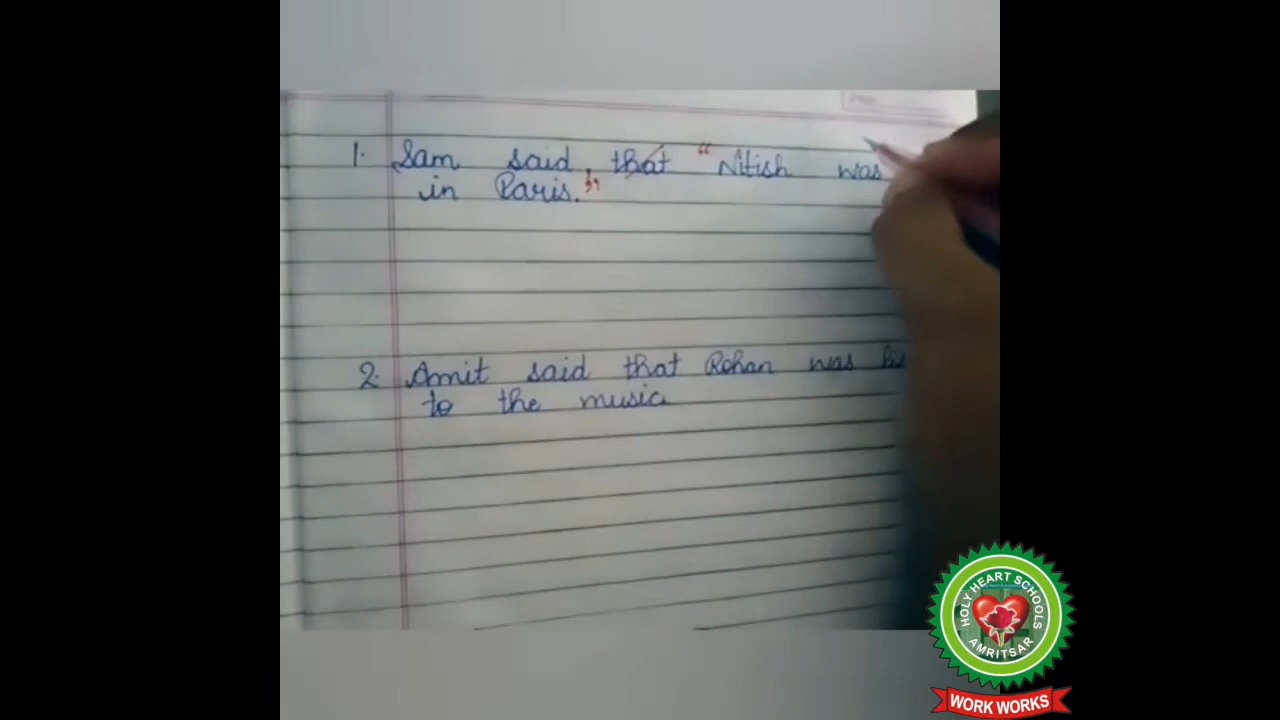 1. Sam said, that "Nitish was
in Paris."
2. Amit said that Rohan was
to the music
HOLY HEART SCHOOLS
AMRITSAR
WORK WORKS